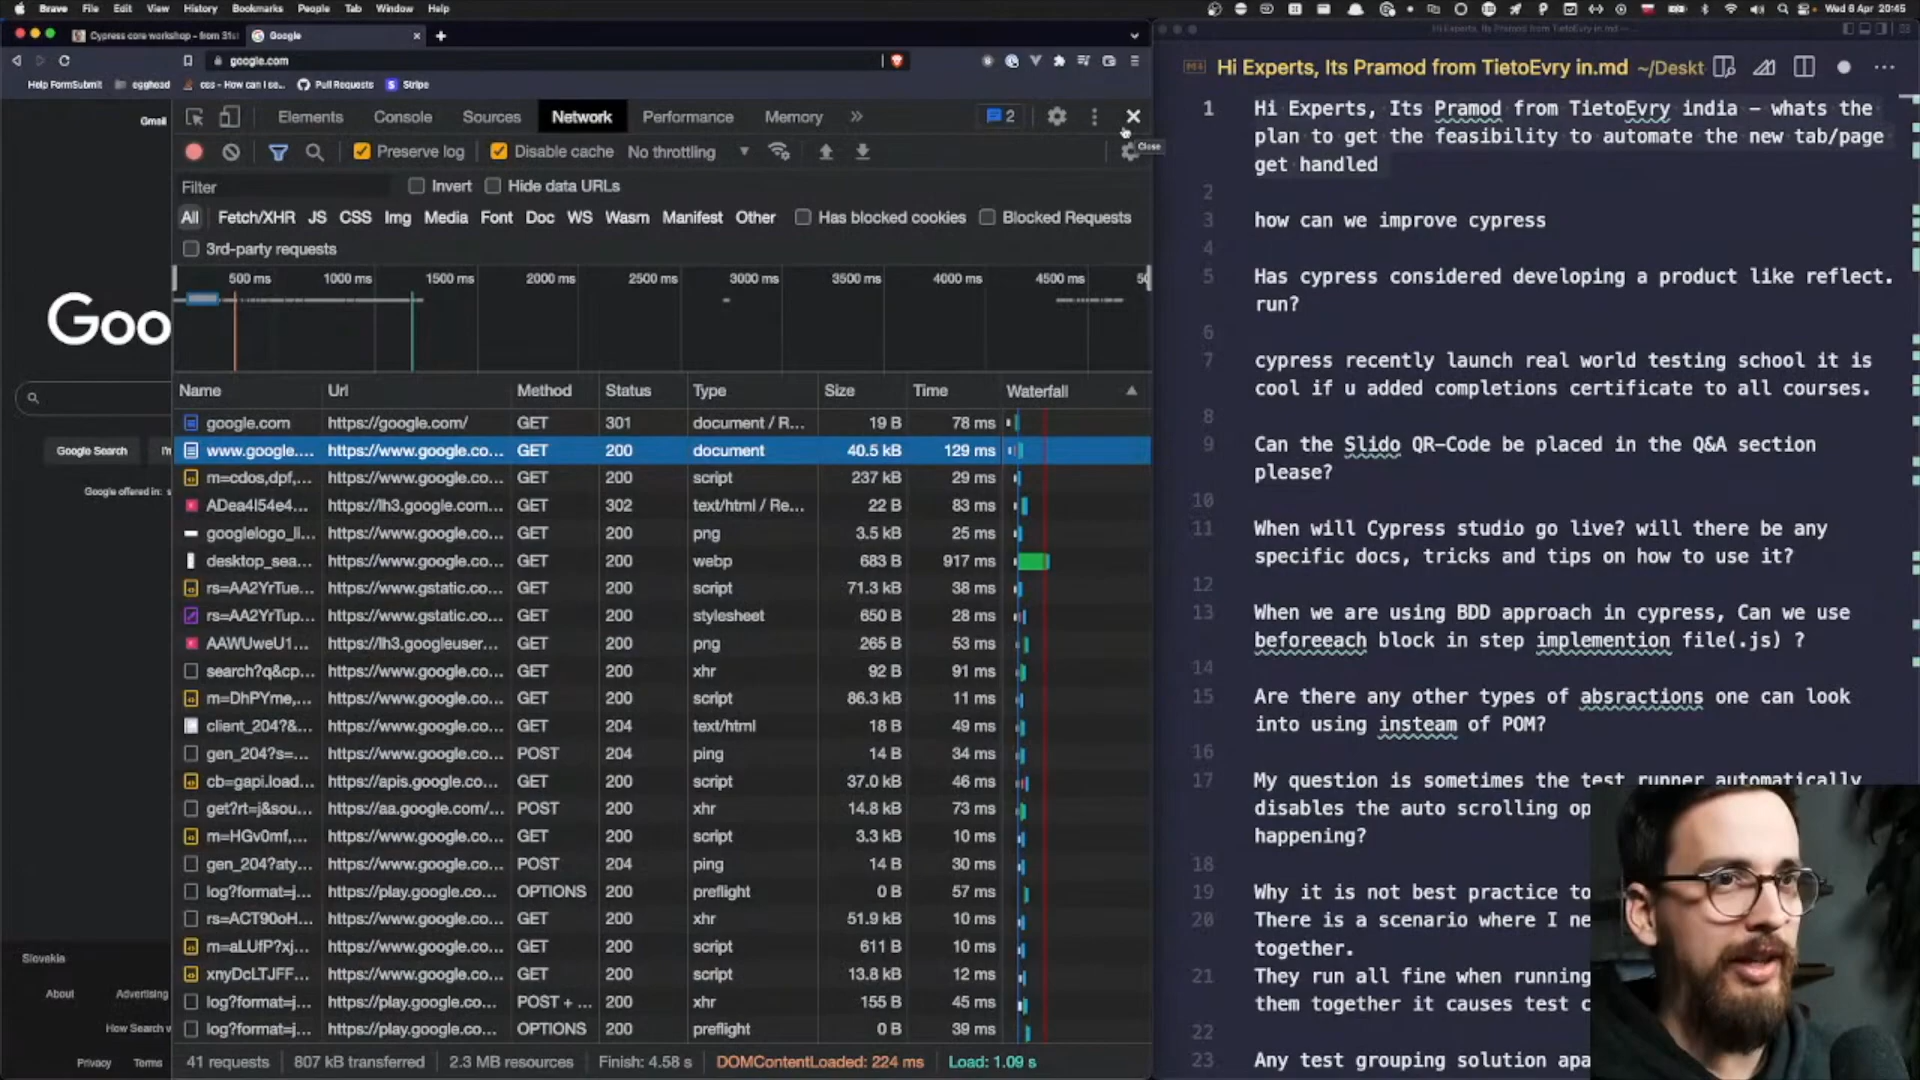 Brave File Edit View History Bookmarks People Tab Window Help
Wed 6 Apr 20:45
Cypress core workshop – from 31st
Google
google.com
Help FormSubmit egghead css - How can I se... Pull Requests Stripe
Gmail
Goo
Google Search
Google offered in:
Slovakia
About Advertising
How Search w
Privacy Terms
Elements Console Sources Network Performance Memory 2
Close
Preserve log Disable cache No throttling
Filter Invert Hide data URLs
All Fetch/XHR JS CSS Img Media Font Doc WS Wasm Manifest Other Has blocked cookies Blocked Requests
3rd-party requests
500 ms 1000 ms 1500 ms 2000 ms 2500 ms 3000 ms 3500 ms 4000 ms 4500 ms 50
Name Url Method Status Type Size Time Waterfall
google.com https://google.com/ GET 301 document / R... 19 B 78 ms
www.google.... https://www.google.co... GET 200 document 40.5 kB 129 ms
m=cdos,dpf,... https://www.google.co... GET 200 script 237 kB 29 ms
ADea4I54e4... https://lh3.google.com... GET 302 text/html / Re... 22 B 83 ms
googlelogo_li... https://www.google.co... GET 200 png 3.5 kB 25 ms
desktop_sea... https://www.google.co... GET 200 webp 683 B 917 ms
rs=AA2YrTue... https://www.gstatic.co... GET 200 script 71.3 kB 38 ms
rs=AA2YrTup... https://www.gstatic.co... GET 200 stylesheet 650 B 28 ms
AAWUweU1... https://lh3.googleuser... GET 200 png 265 B 53 ms
search?q&cp... https://www.google.co... GET 200 xhr 92 B 91 ms
m=DhPYme,... https://www.google.co... GET 200 script 86.3 kB 11 ms
client_204?&... https://www.google.co... GET 204 text/html 18 B 49 ms
gen_204?s=... https://www.google.co... POST 204 ping 14 B 34 ms
cb=gapi.load... https://apis.google.co... GET 200 script 37.0 kB 46 ms
get?rt=j&sou... https://aa.google.com/... POST 200 xhr 14.8 kB 73 ms
m=HGv0mf,... https://www.google.co... GET 200 script 3.3 kB 10 ms
gen_204?aty... https://www.google.co... POST 204 ping 14 B 30 ms
log?format=j... https://play.google.co... OPTIONS 200 preflight 0 B 57 ms
rs=ACT90oH... https://www.google.co... GET 200 xhr 51.9 kB 10 ms
m=aLUfP?xj... https://www.google.co... GET 200 script 611 B 10 ms
xnyDcLTJFF... https://www.google.co... GET 200 script 13.8 kB 12 ms
log?format=j... https://play.google.co... POST + ... 200 xhr 155 B 45 ms
log?format=j... https://play.google.co... OPTIONS 200 preflight 0 B 39 ms
41 requests 807 kB transferred 2.3 MB resources Finish: 4.58 s DOMContentLoaded: 224 ms Load: 1.09 s
Hi Experts, Its Pramod from TietoEvry in.md
Hi Experts, Its Pramod from TietoEvry in.md ~/Deskt
1 Hi Experts, Its Pramod from TietoEvry india – whats the
plan to get the feasibility to automate the new tab/page
get handled
2
3 how can we improve cypress
4
5 Has cypress considered developing a product like reflect.
run?
6
7 cypress recently launch real world testing school it is
cool if u added completions certificate to all courses.
8
9 Can the Slido QR-Code be placed in the Q&A section
please?
10
11 When will Cypress studio go live? will there be any
specific docs, tricks and tips on how to use it?
12
13 When we are using BDD approach in cypress, Can we use
beforeeach block in step implemention file(.js) ?
14
15 Are there any other types of absractions one can look
into using insteam of POM?
16
17 My question is sometimes the test runner automatically
disables the auto scrolling op
happening?
18
19 Why it is not best practice to
20 There is a scenario where I ne
together.
21 They run all fine when running
them together it causes test c
22
23 Any test grouping solution apa